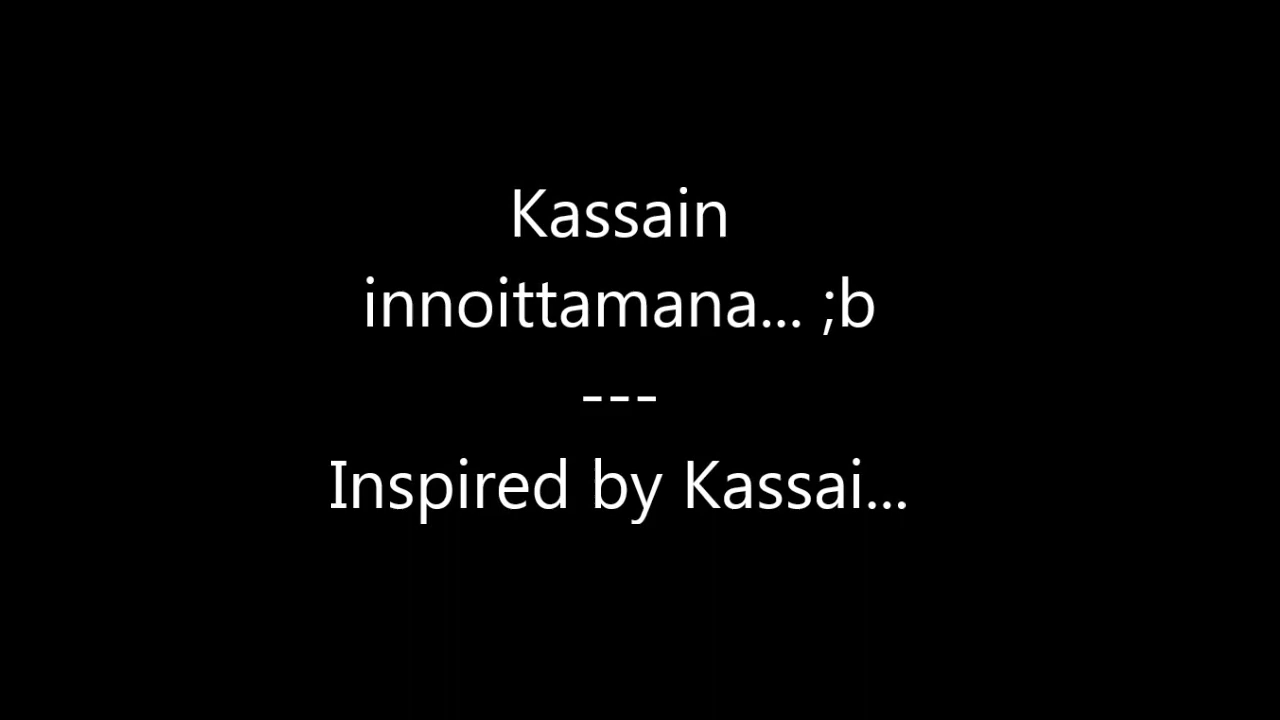 Kassain
innoittamana... ;b
---
Inspired by Kassai...